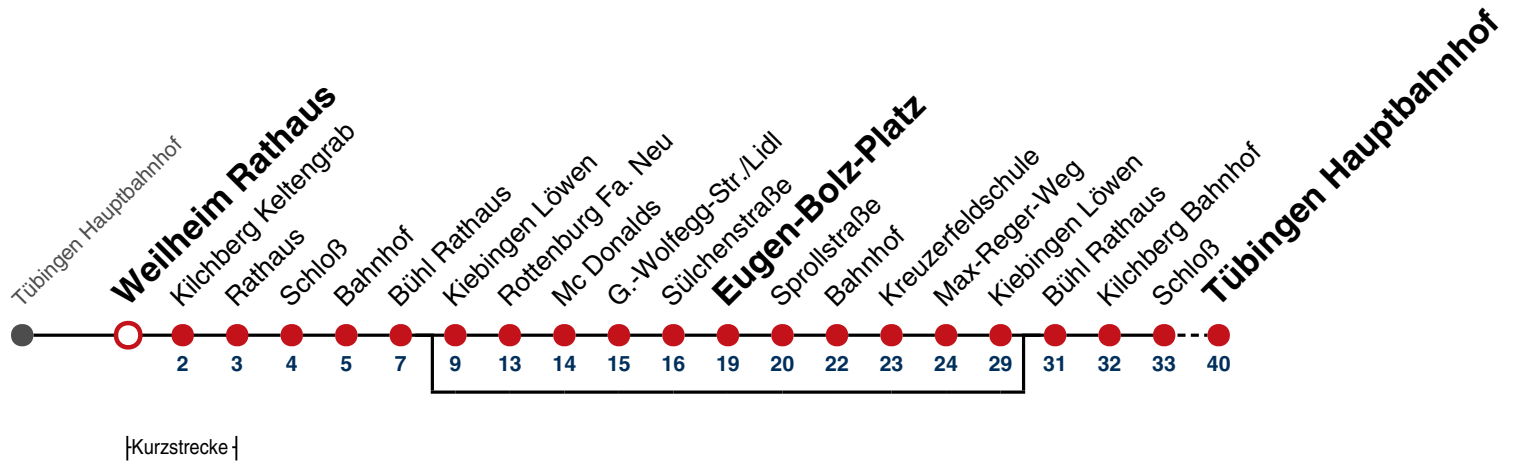 Tübingen Hauptbahnhof
Weilheim Rathaus
Kilchberg Keltengrab
Rathaus
Schloß
Bahnhof
Bühl Rathaus
Kiebingen Löwen
Rottenburg Fa. Neu
Mc Donalds
G.-Wolfegg-Str./Lidl
Sülchenstraße
Eugen-Bolz-Platz
Sprollstraße
Bahnhof
Kreuzerfeldschule
Max-Reger-Weg
Kiebingen Löwen
Bühl Rathaus
Kilchberg Bahnhof
Schloß
Tübingen Hauptbahnhof
2 3 4 5 7 9 13 14 15 16 19 20 22 23 24 29 31 32 33 40
Kurzstrecke